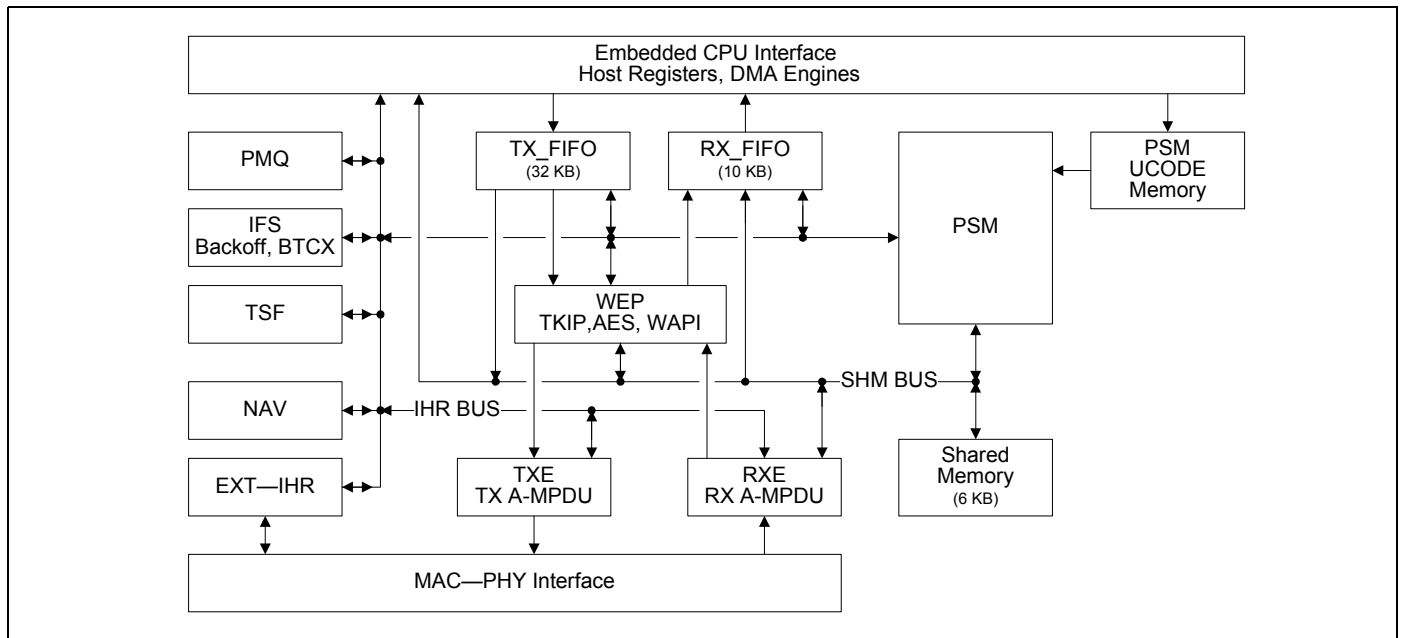 Embedded CPU Interface
Host Registers, DMA Engines
PMQ
TX_FIFO
(32 KB)
RX_FIFO
(10 KB)
PSM
PSM
UCODE
Memory
IFS
Backoff, BTCX
TSF
WEP
TKIP,AES, WAPI
SHM BUS
NAV
IHR BUS
EXT—IHR
TXE
TX A-MPDU
RXE
RX A-MPDU
Shared
Memory
(6 KB)
MAC—PHY Interface